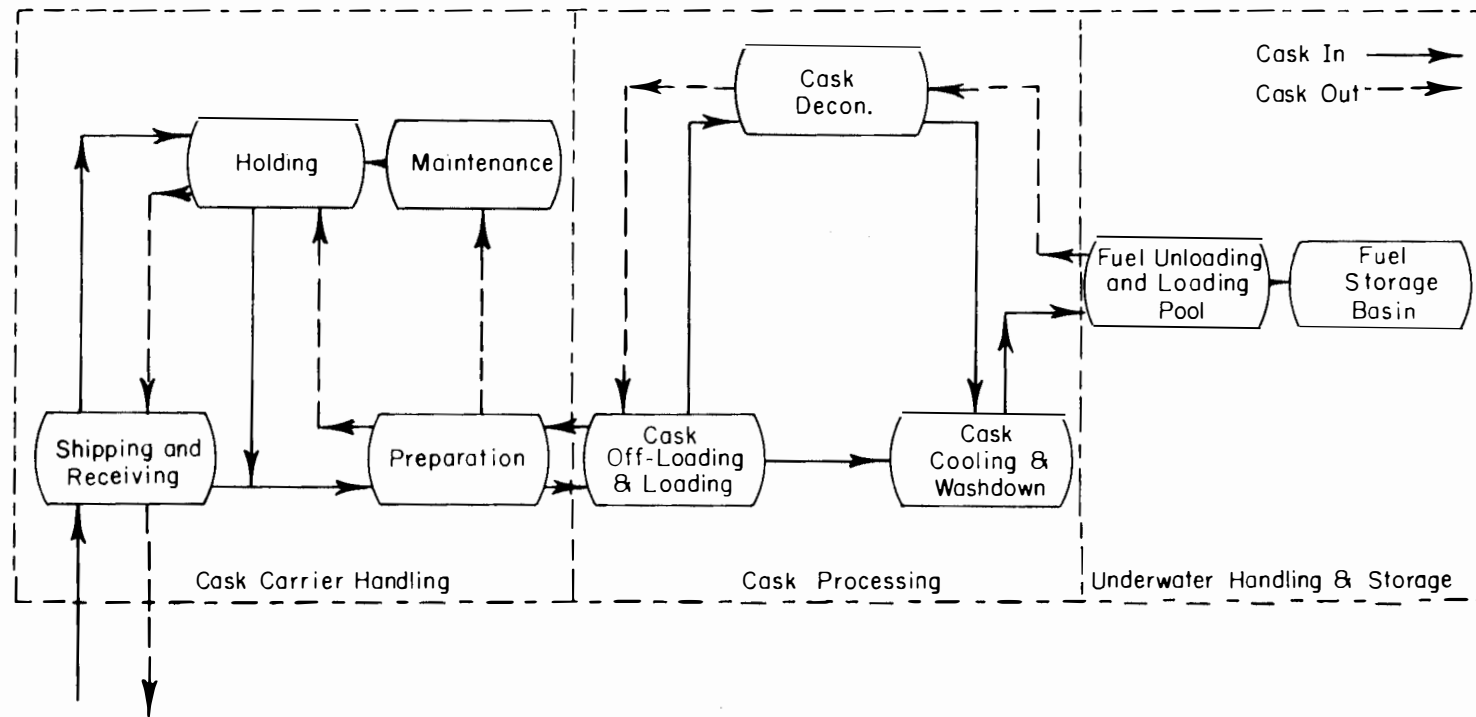 Cask In
Cask Out
Cask
Decon.
Holding
Maintenance
Fuel Unloading
and Loading
Pool
Fuel
Storage
Basin
Shipping and
Receiving
Preparation
Cask
Off-Loading
& Loading
Cask
Cooling &
Washdown
Cask Carrier Handling
Cask Processing
Underwater Handling & Storage